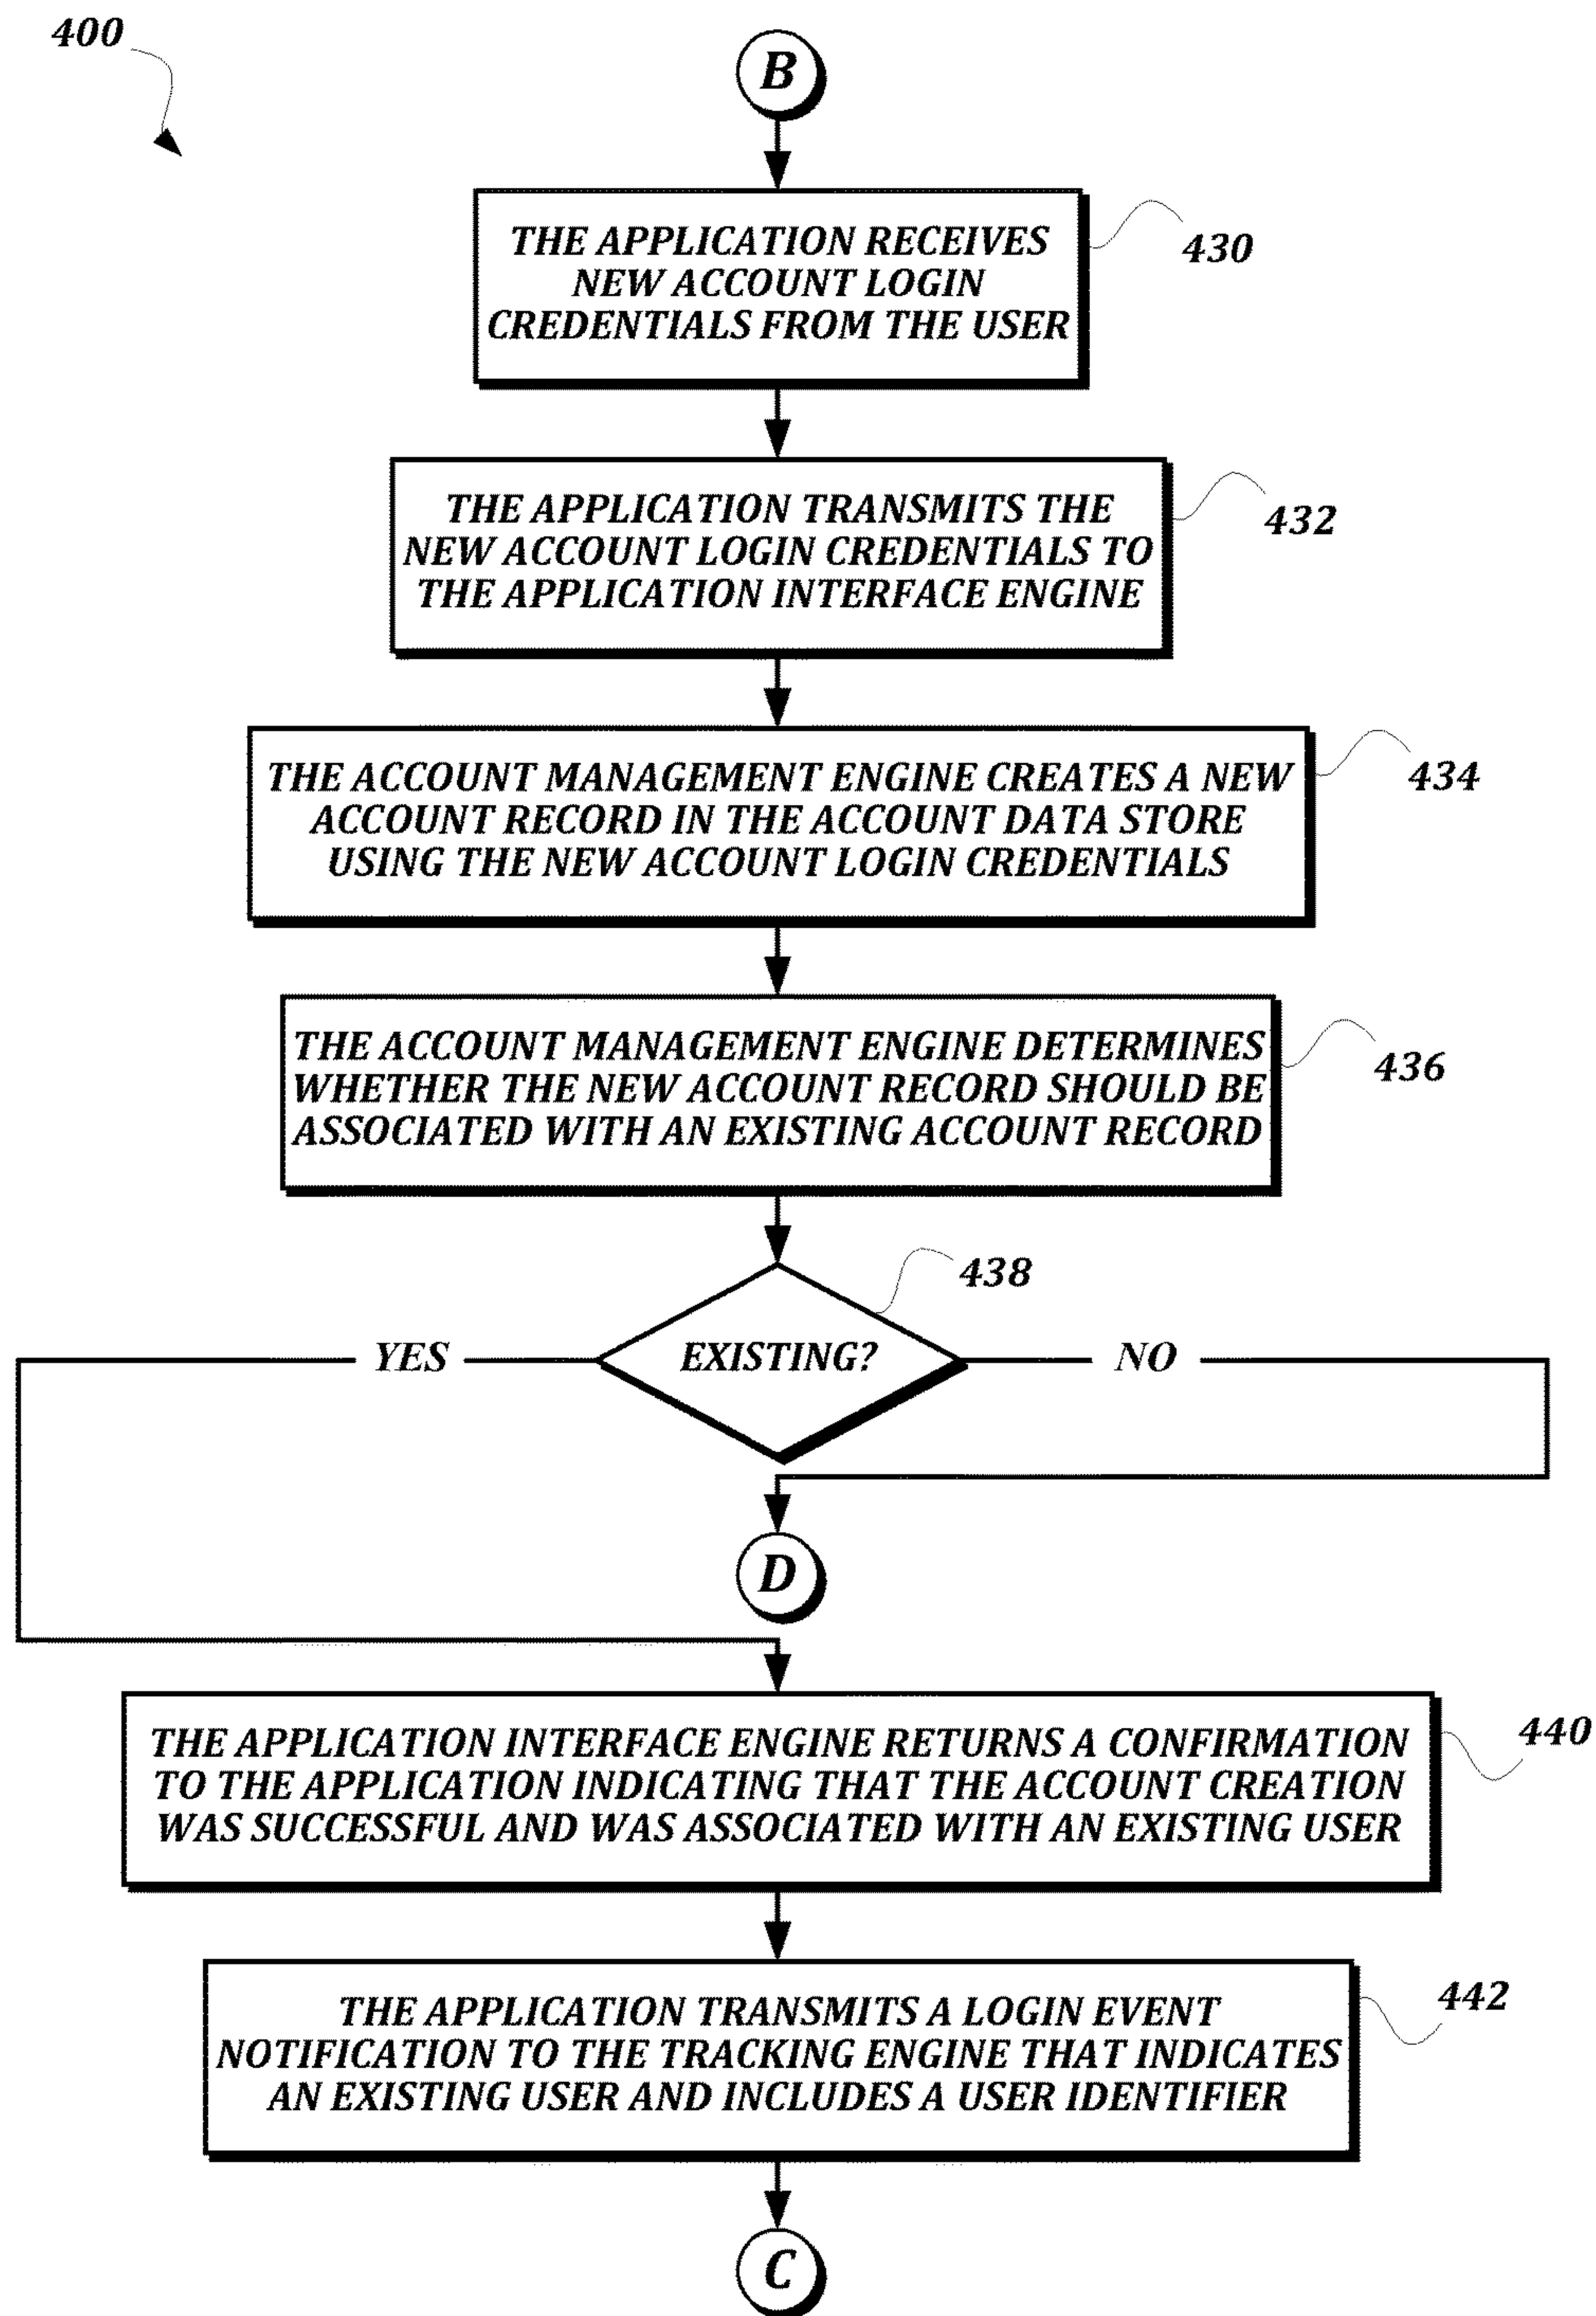 400
B
THE APPLICATION RECEIVES
NEW ACCOUNT LOGIN
CREDENTIALS FROM THE USER
430
THE APPLICATION TRANSMITS THE
NEW ACCOUNT LOGIN CREDENTIALS TO
THE APPLICATION INTERFACE ENGINE
432
THE ACCOUNT MANAGEMENT ENGINE CREATES A NEW
ACCOUNT RECORD IN THE ACCOUNT DATA STORE
USING THE NEW ACCOUNT LOGIN CREDENTIALS
434
THE ACCOUNT MANAGEMENT ENGINE DETERMINES
WHETHER THE NEW ACCOUNT RECORD SHOULD BE
ASSOCIATED WITH AN EXISTING ACCOUNT RECORD
436
438
YES
EXISTING?
NO
D
THE APPLICATION INTERFACE ENGINE RETURNS A CONFIRMATION
TO THE APPLICATION INDICATING THAT THE ACCOUNT CREATION
WAS SUCCESSFUL AND WAS ASSOCIATED WITH AN EXISTING USER
440
THE APPLICATION TRANSMITS A LOGIN EVENT
NOTIFICATION TO THE TRACKING ENGINE THAT INDICATES
AN EXISTING USER AND INCLUDES A USER IDENTIFIER
442
C